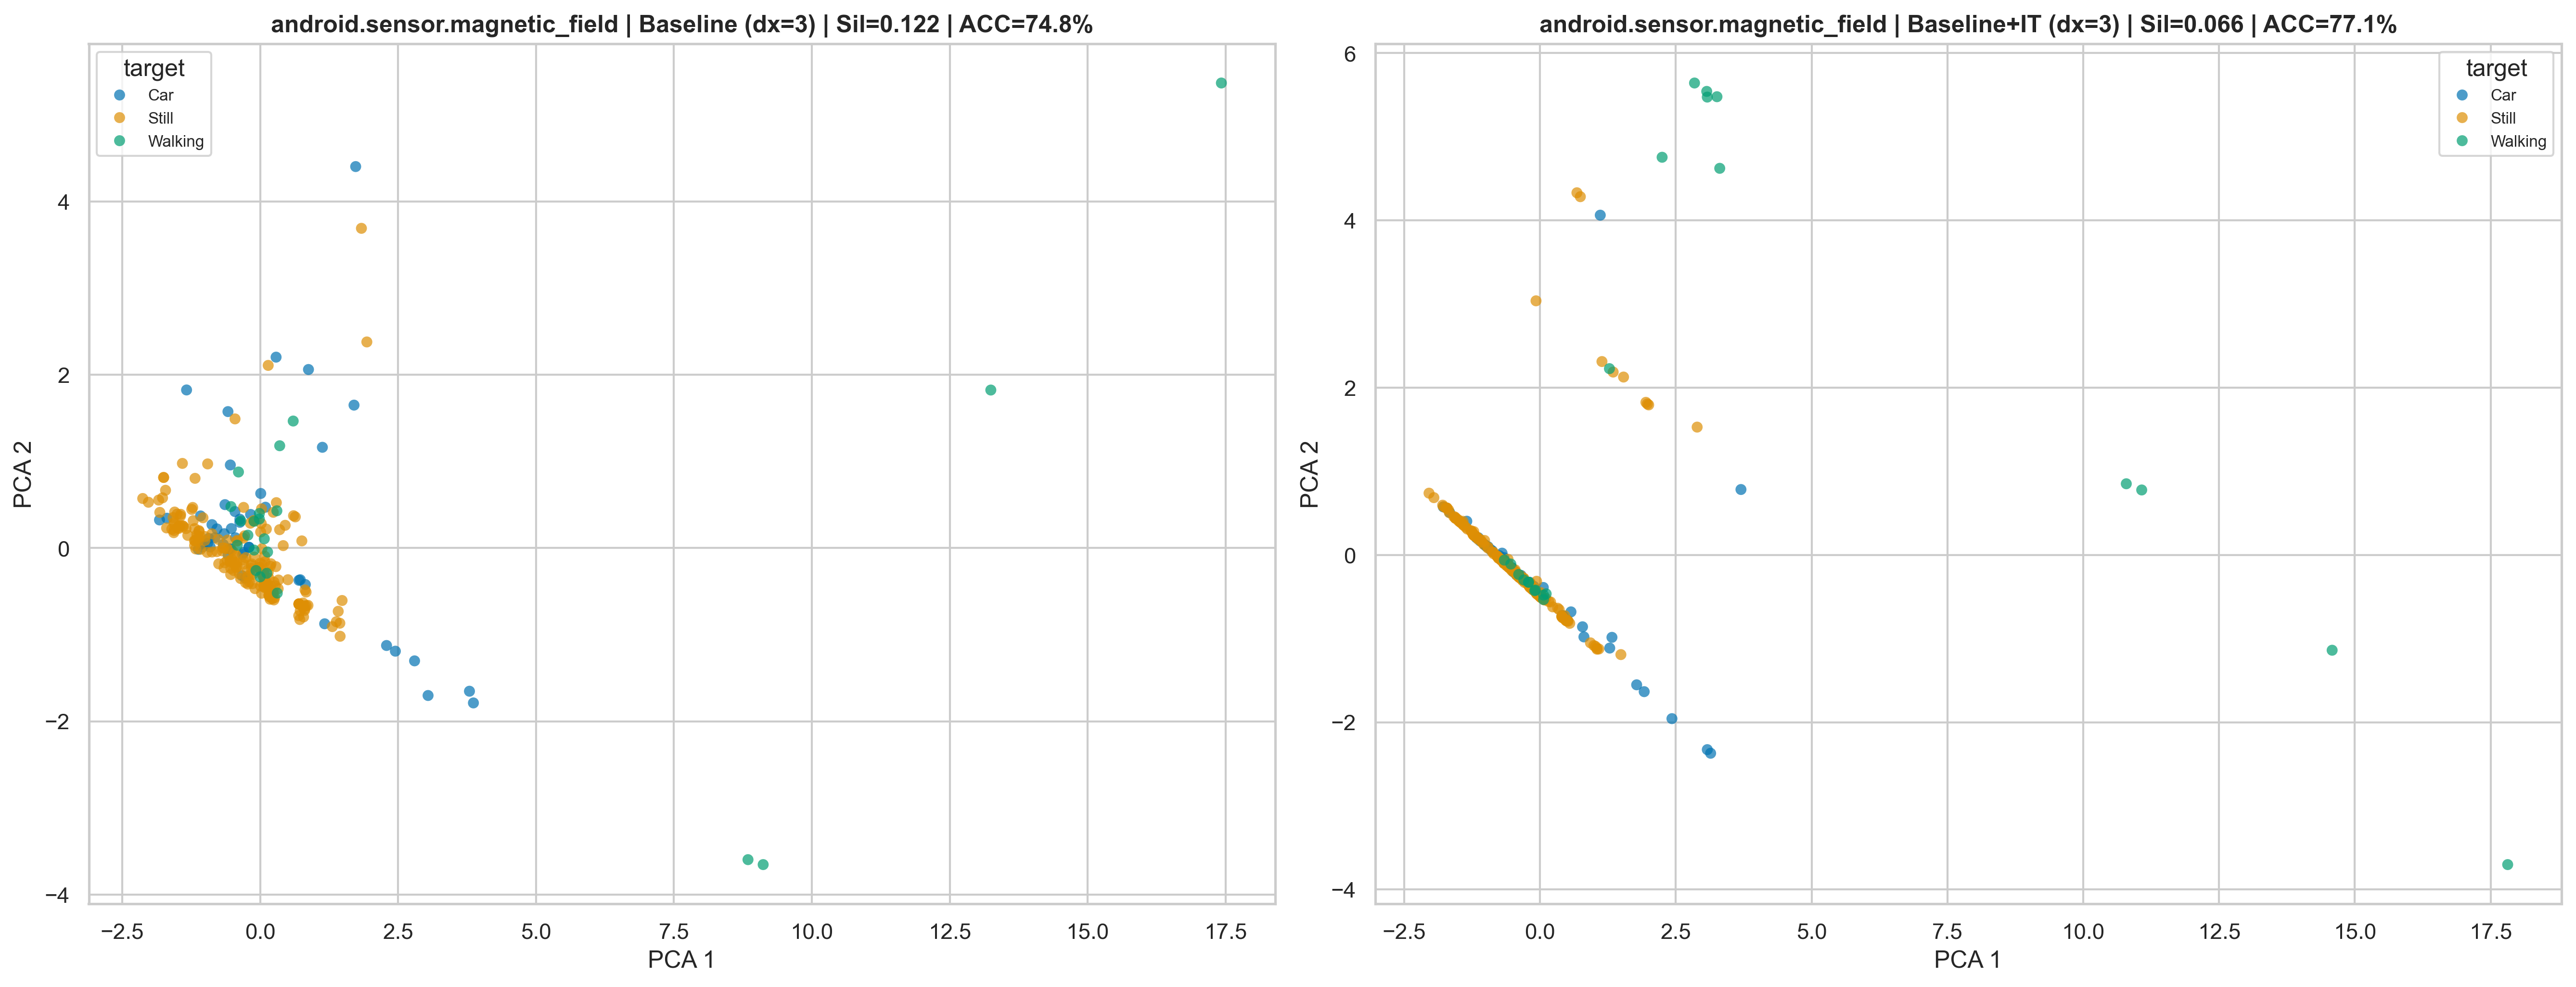 android.sensor.magnetic_field | Baseline (dx=3) | Sil=0.122 | ACC=74.8%
target
Car
Still
Walking
4
2
0
−2
−4
PCA 2
−2.5 0.0 2.5 5.0 7.5 10.0 12.5 15.0 17.5
PCA 1
android.sensor.magnetic_field | Baseline+IT (dx=3) | Sil=0.066 | ACC=77.1%
target
Car
Still
Walking
6
4
2
0
−2
−4
PCA 2
−2.5 0.0 2.5 5.0 7.5 10.0 12.5 15.0 17.5
PCA 1